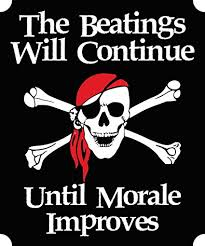 The Beatings
Will Continue
Until Morale
Improves